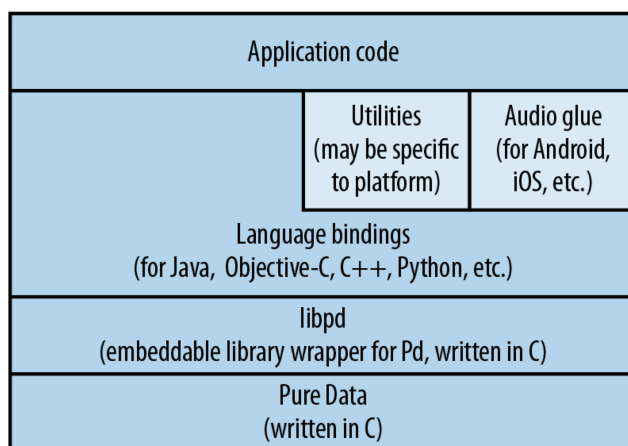 Application code
Utilities
(may be specific
to platform)
Audio glue
(for Android,
iOS, etc.)
Language bindings
(for Java, Objective-C, C++, Python, etc.)
libpd
(embeddable library wrapper for Pd, written in C)
Pure Data
(written in C)